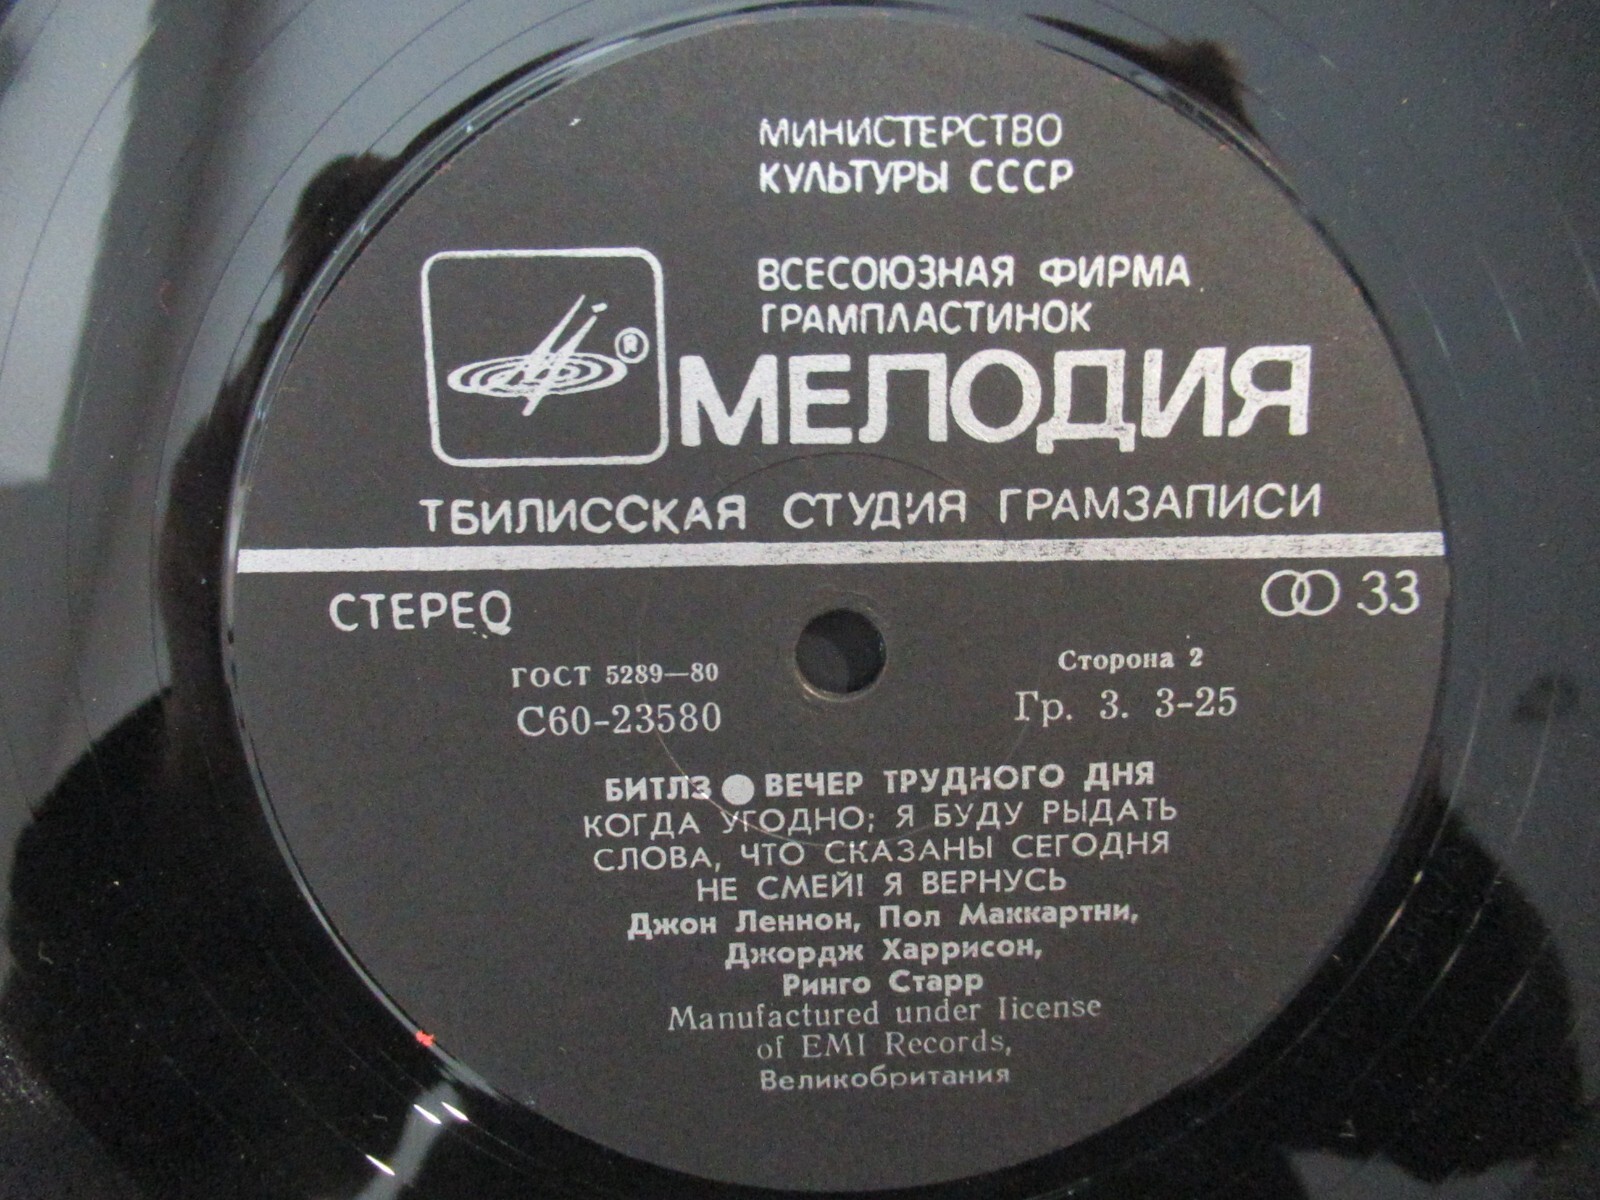 МИНИСТЕРСТВО
КУЛЬТУРЫ СССР
ВСЕСОЮЗНАЯ ФИРМА
ГРАМПЛАСТИНОК
®
МЕЛОДИЯ
ТБИЛИССКАЯ СТУДИЯ ГРАМЗАПИСИ
СТЕРЕО
33
ГОСТ 5289—80
Сторона 2
С60-23580
Гр. 3. 3-25
БИТЛЗ ● ВЕЧЕР ТРУДНОГО ДНЯ
КОГДА УГОДНО; Я БУДУ РЫДАТЬ
СЛОВА, ЧТО СКАЗАНЫ СЕГОДНЯ
НЕ СМЕЙ! Я ВЕРНУСЬ
Джон Леннон, Пол Маккартни,
Джордж Харрисон,
Ринго Старр
Manufactured under license
of EMI Records,
Великобритания